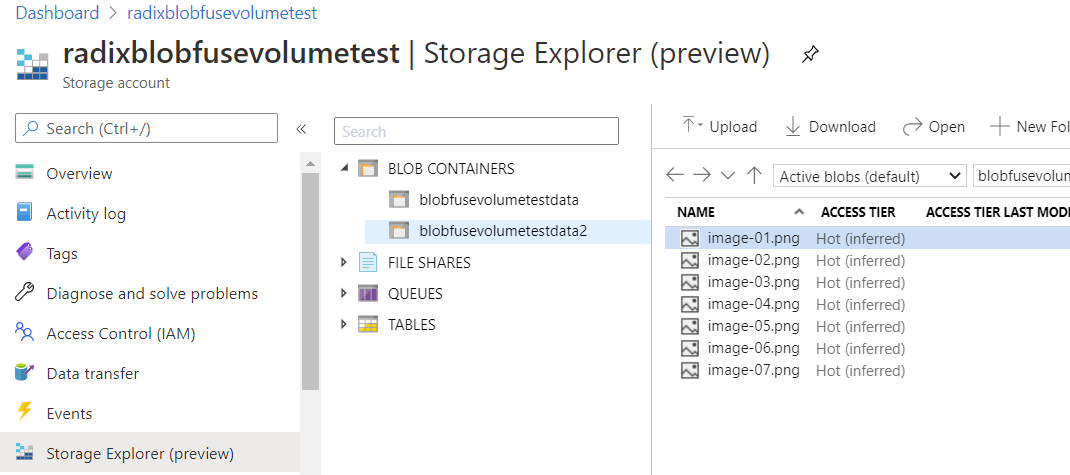 Dashboard > radixblobfusevolumetest
radixblobfusevolumetest | Storage Explorer (preview)
Storage account
Search (Ctrl+/)
«
Overview
Activity log
Tags
Diagnose and solve problems
Access Control (IAM)
Data transfer
Events
Storage Explorer (preview)
Search
BLOB CONTAINERS
blobfusevolumetestdata
blobfusevolumetestdata2
FILE SHARES
QUEUES
TABLES
Upload Download Open New Fol
Active blobs (default) blobfusevolum
NAME ACCESS TIER ACCESS TIER LAST MODI
image-01.png Hot (inferred)
image-02.png Hot (inferred)
image-03.png Hot (inferred)
image-04.png Hot (inferred)
image-05.png Hot (inferred)
image-06.png Hot (inferred)
image-07.png Hot (inferred)